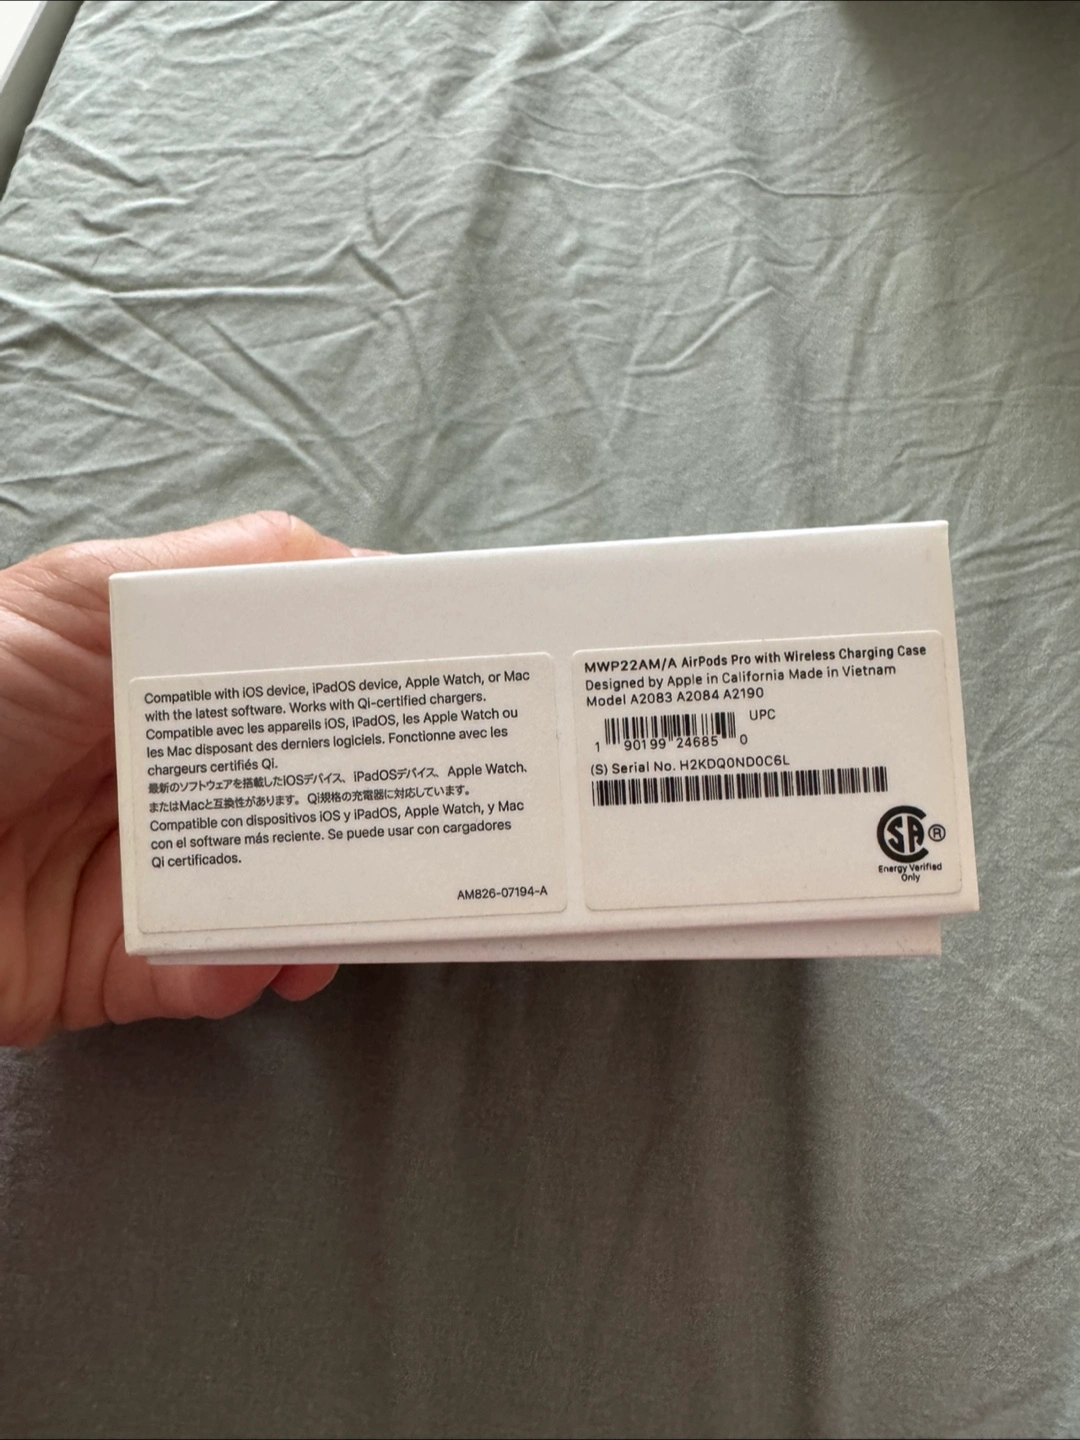 Compatible with iOS device, iPadOS device, Apple Watch, or Mac
with the latest software. Works with Qi-certified chargers.
Compatible avec les appareils iOS, iPadOS, les Apple Watch ou
les Mac disposant des derniers logiciels. Fonctionne avec les
chargeurs certifiés Qi.
最新のソフトウェアを搭載したiOSデバイス、iPadOSデバイス、Apple Watch、
またはMacと互換性があります。Qi規格の充電器に対応しています。
Compatible con dispositivos iOS y iPadOS, Apple Watch, y Mac
con el software más reciente. Se puede usar con cargadores
Qi certificados.
AM826-07194-A
MWP22AM/A AirPods Pro with Wireless Charging Case
Designed by Apple in California Made in Vietnam
Model A2083 A2084 A2190
UPC
1 90199 24685 0
(S) Serial No. H2KDQ0ND0C6L
SA ®
Energy Verified
Only